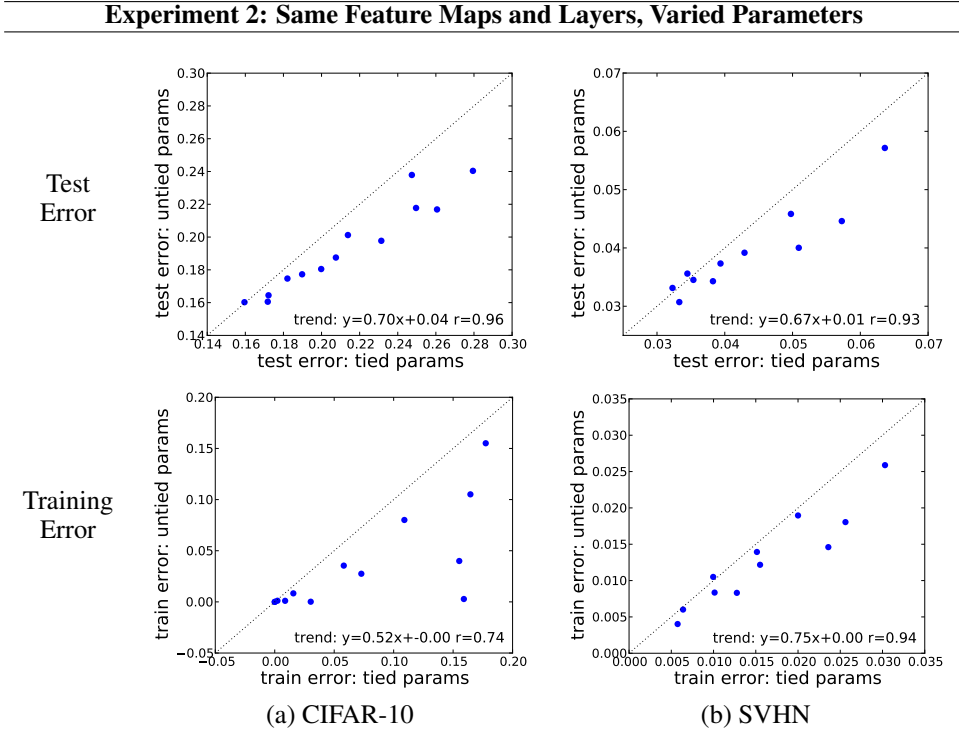 Experiment 2: Same Feature Maps and Layers, Varied Parameters
Test
Error
test error: untied params
0.30
0.28
0.26
0.24
0.22
0.20
0.18
0.16
0.14
trend: y=0.70x+0.04 r=0.96
0.14 0.16 0.18 0.20 0.22 0.24 0.26 0.28 0.30
test error: tied params
test error: untied params
0.07
0.06
0.05
0.04
0.03
trend: y=0.67x+0.01 r=0.93
0.03 0.04 0.05 0.06 0.07
test error: tied params
Training
Error
train error: untied params
0.20
0.15
0.10
0.05
0.00
−0.05
trend: y=0.52x+-0.00 r=0.74
−0.05 0.00 0.05 0.10 0.15 0.20
train error: tied params
(a) CIFAR-10
train error: untied params
0.035
0.030
0.025
0.020
0.015
0.010
0.005
0.000
trend: y=0.75x+0.00 r=0.94
0.000 0.005 0.010 0.015 0.020 0.025 0.030 0.035
train error: tied params
(b) SVHN